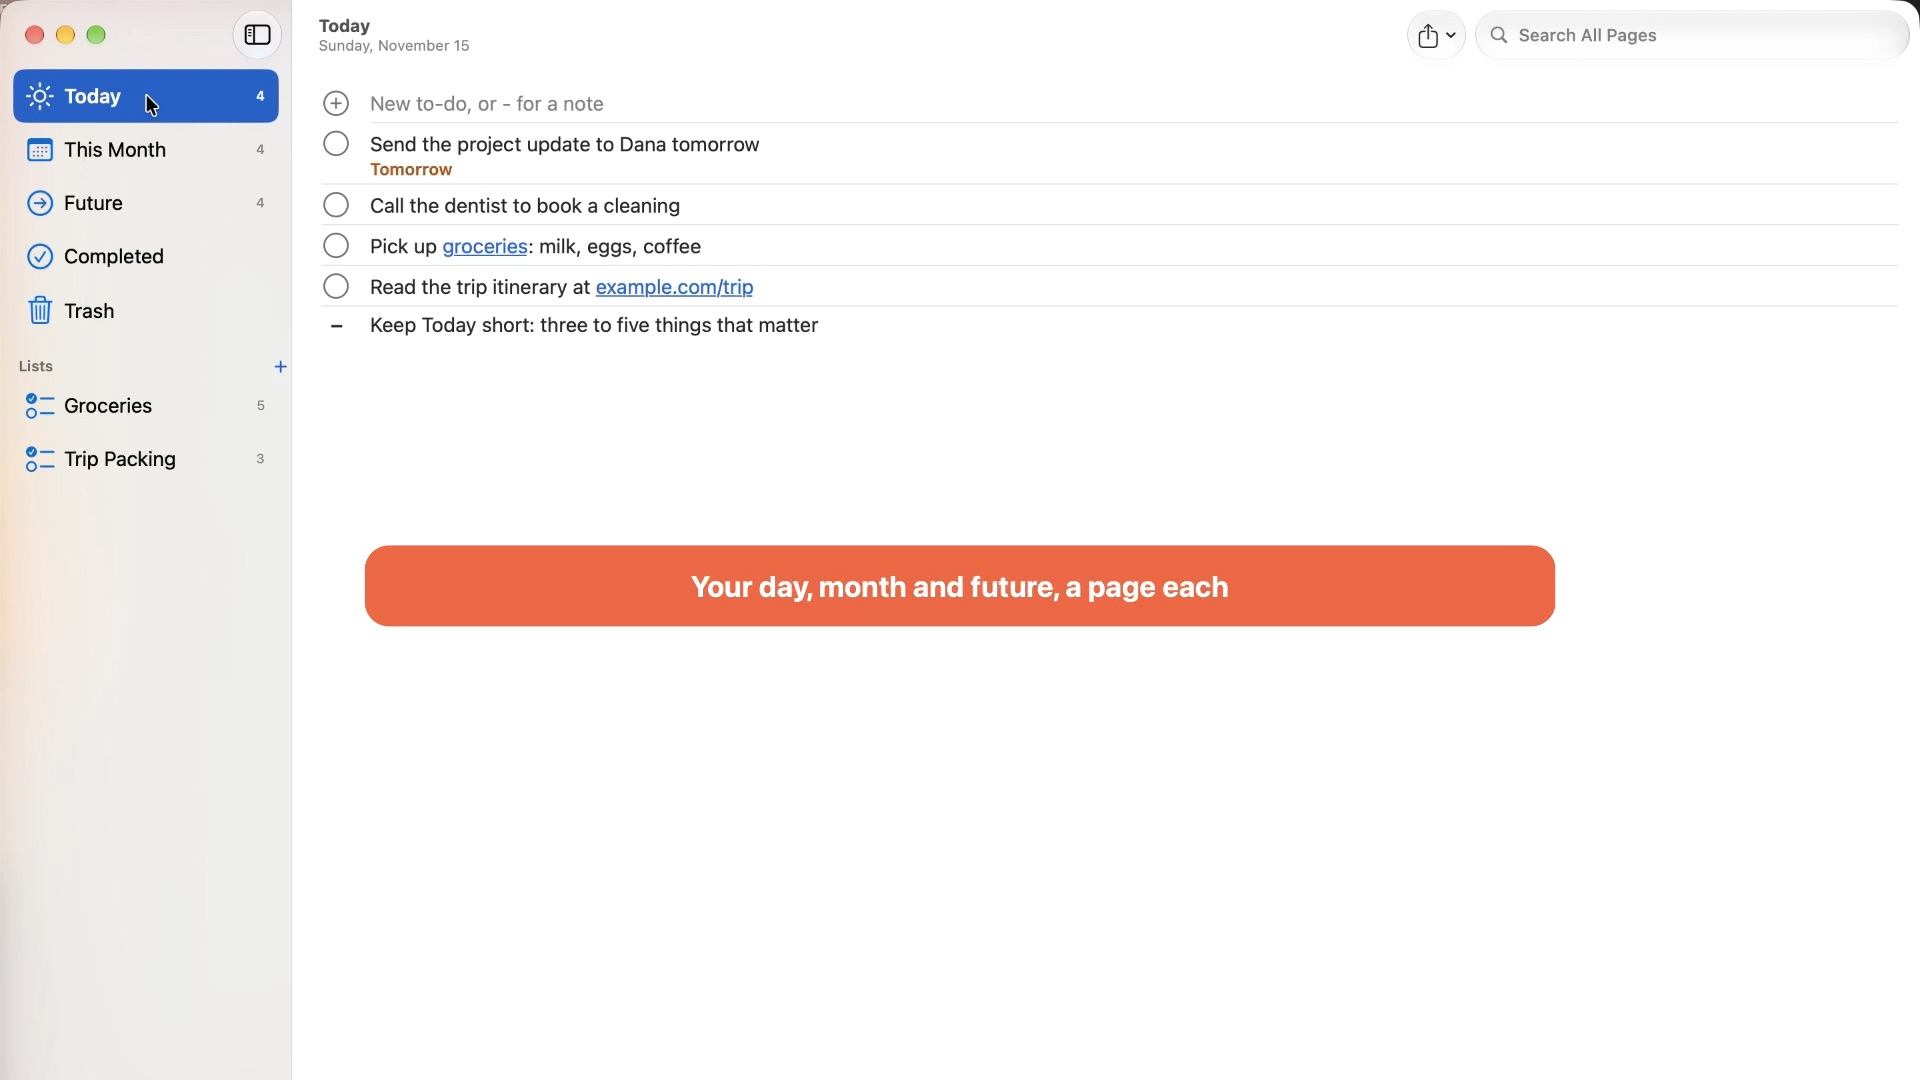 Today
Sunday, November 15
Search All Pages
Today 4
This Month 4
Future 4
Completed
Trash
Lists +
Groceries 5
Trip Packing 3
New to-do, or - for a note
Send the project update to Dana tomorrow
Tomorrow
Call the dentist to book a cleaning
Pick up groceries: milk, eggs, coffee
Read the trip itinerary at example.com/trip
– Keep Today short: three to five things that matter
Your day, month and future, a page each